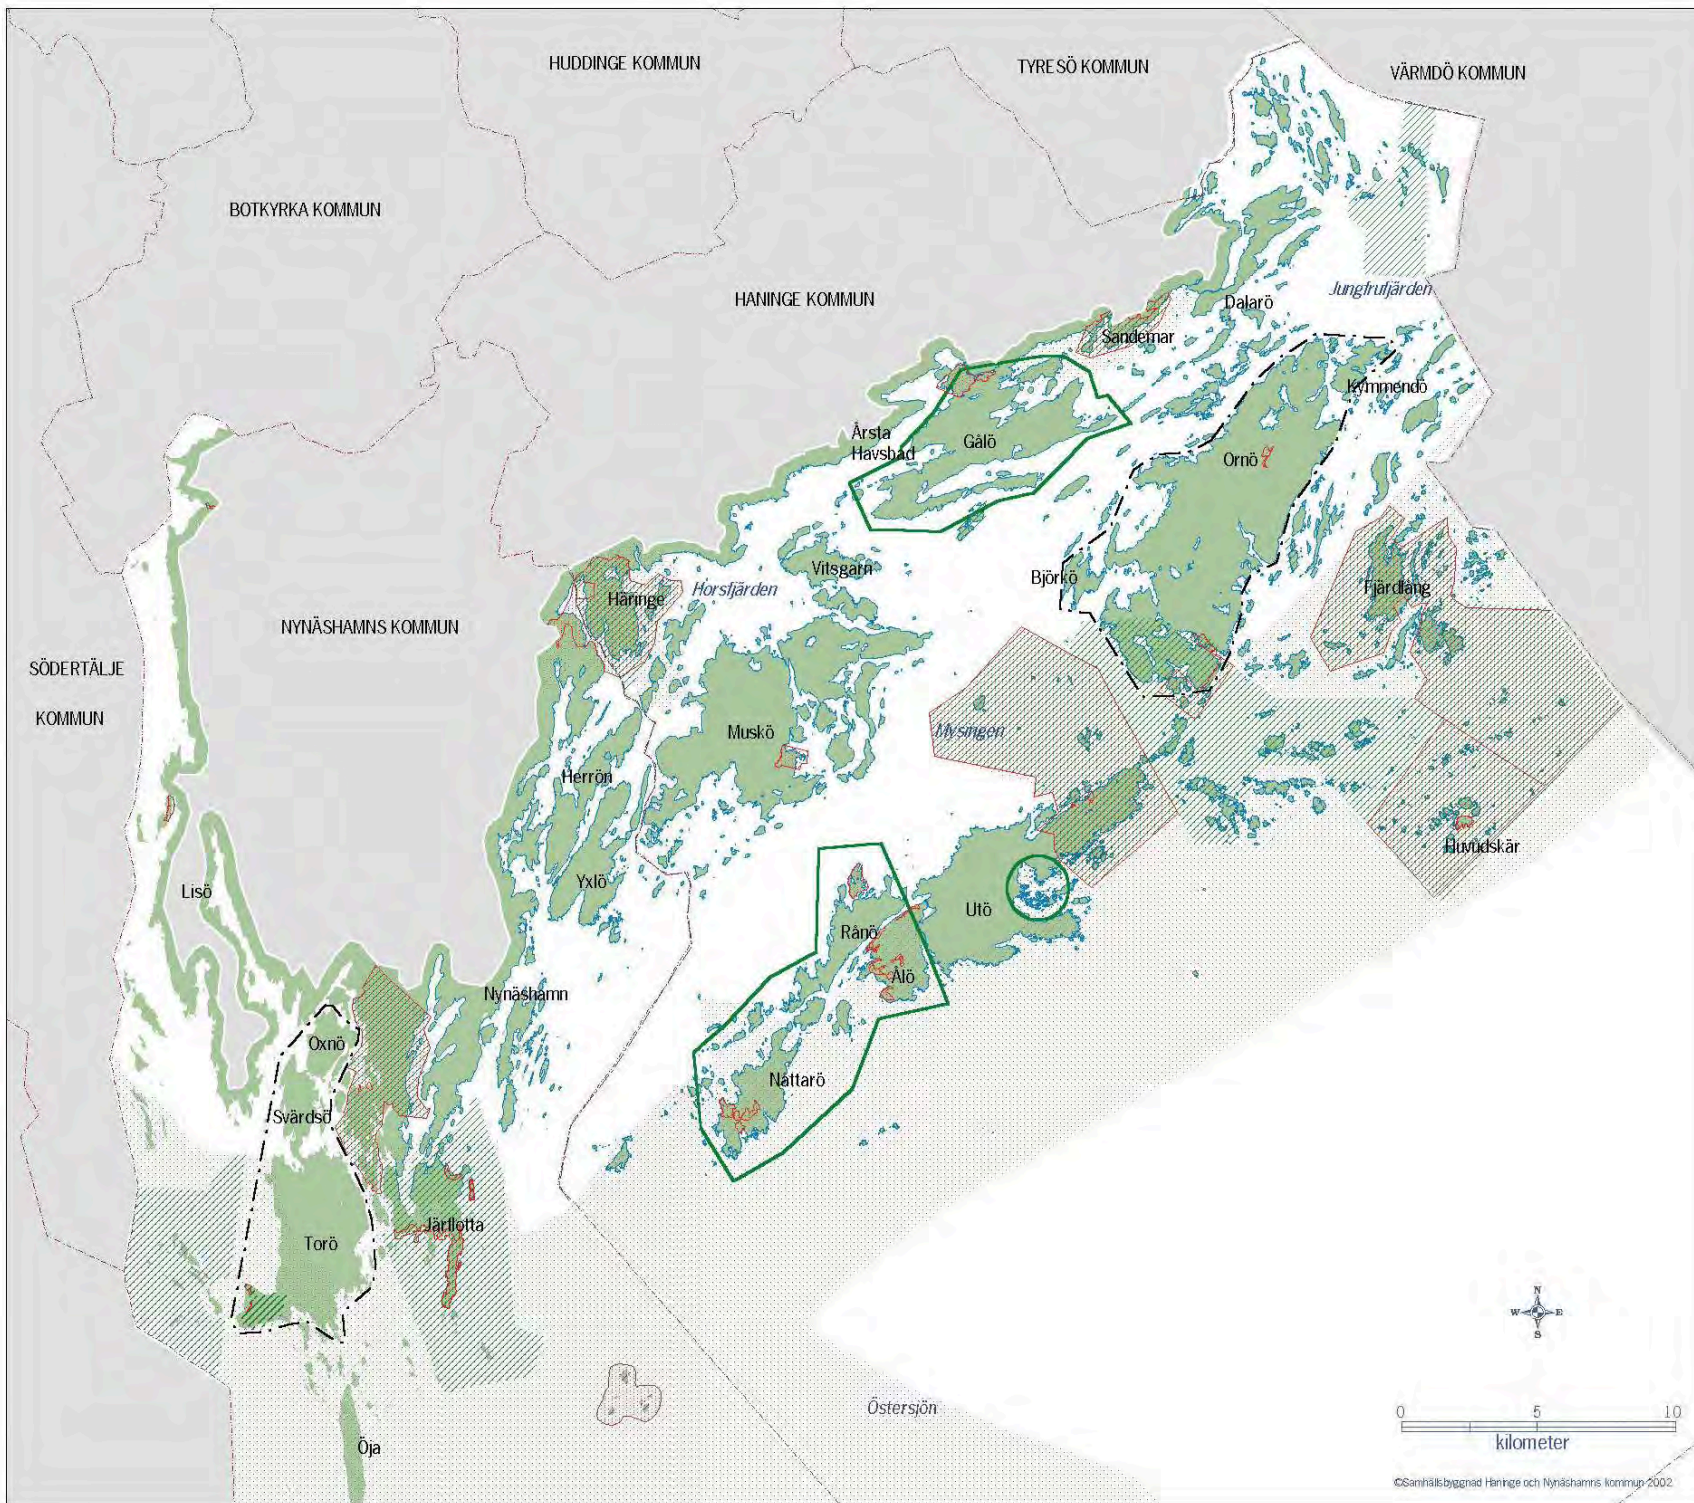 HUDDINGE KOMMUN
TYRESÖ KOMMUN
VÄRMDÖ KOMMUN
BOTKYRKA KOMMUN
HANINGE KOMMUN
Jungfrufjärden
Dalarö
Sandemar
Kymmendö
Årsta
Havsbad
Gålö
Ornö
Vitsgarn
Björkö
Fjärdlång
Häringe
Horsfjärden
NYNÄSHAMNS KOMMUN
SÖDERTÄLJE
KOMMUN
Muskö
Mysingen
Herrön
Huvudskär
Lisö
Yxlö
Utö
Rånö
Ålö
Nynäshamn
Oxnö
Nåttarö
Svärdsö
Järflotta
Torö
N
W E
S
Östersjön
0 5 10
kilometer
Öja
©Samhällsbyggnad Haninge och Nynäshamns kommun 2002